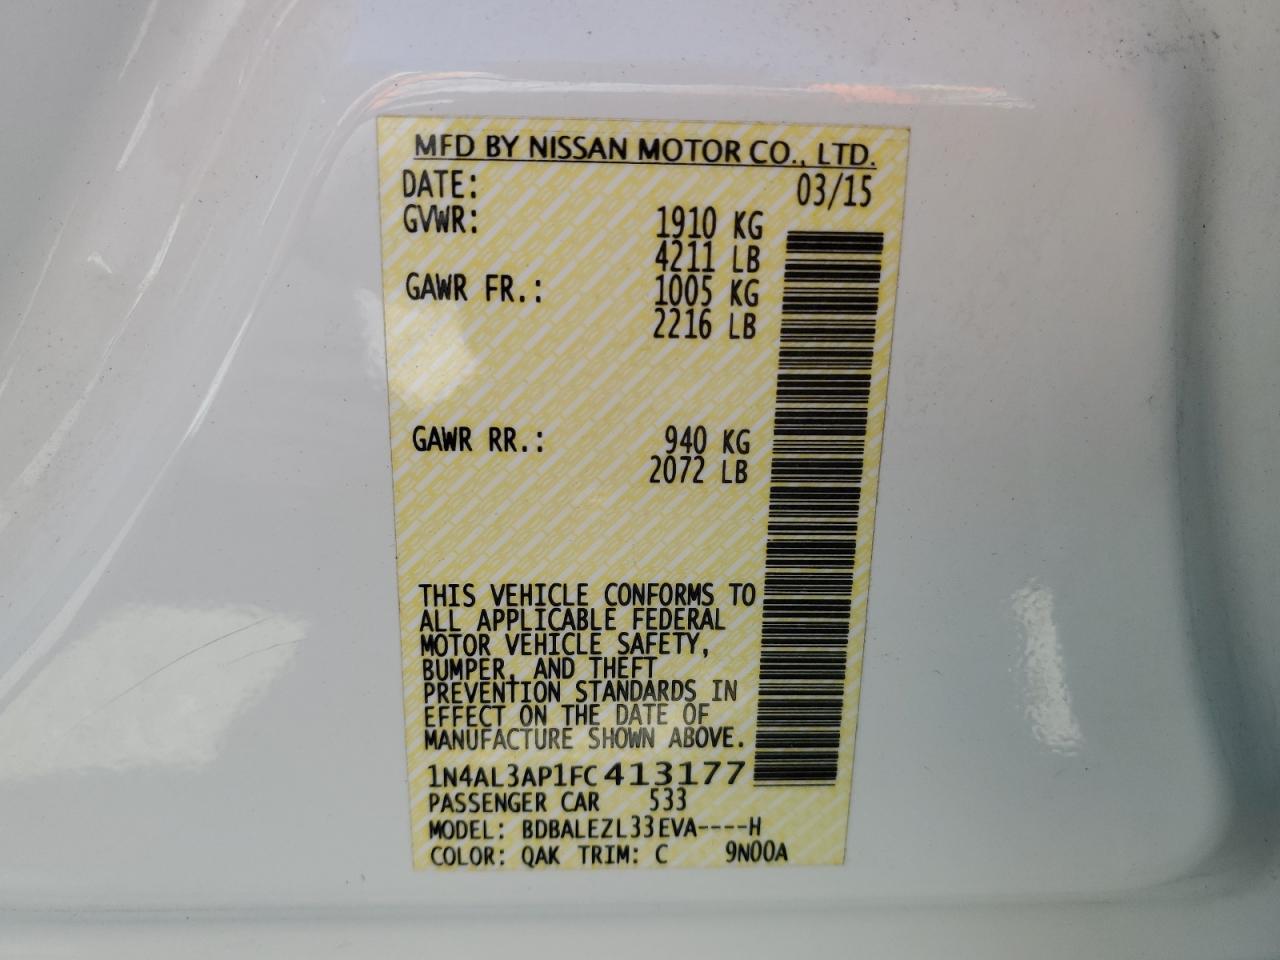 MFD BY NISSAN MOTOR CO., LTD.
DATE: 03/15
GVWR: 1910 KG
4211 LB
GAWR FR.: 1005 KG
2216 LB
GAWR RR.: 940 KG
2072 LB
THIS VEHICLE CONFORMS TO
ALL APPLICABLE FEDERAL
MOTOR VEHICLE SAFETY,
BUMPER, AND THEFT
PREVENTION STANDARDS IN
EFFECT ON THE DATE OF
MANUFACTURE SHOWN ABOVE.
1N4AL3AP1FC413177
PASSENGER CAR 533
MODEL: BDBALEZL33EVA----H
COLOR: QAK TRIM: C 9N00A